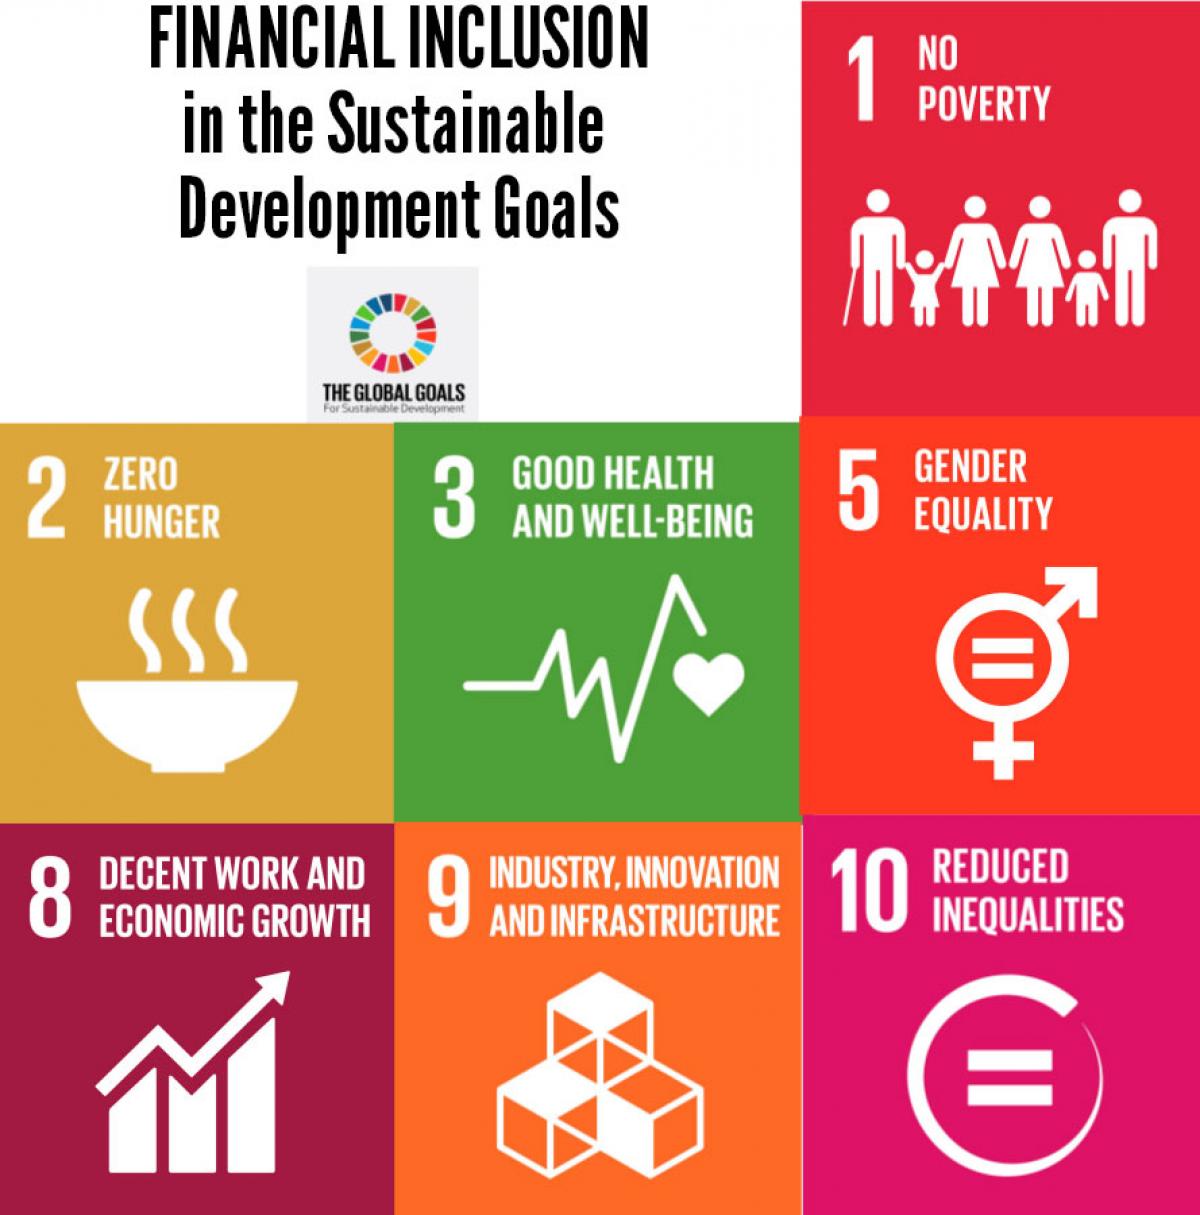 FINANCIAL INCLUSION
in the Sustainable
Development Goals
THE GLOBAL GOALS
For Sustainable Development
1 NO
POVERTY
2 ZERO
HUNGER
3 GOOD HEALTH
AND WELL-BEING
5 GENDER
EQUALITY
8 DECENT WORK AND
ECONOMIC GROWTH
9 INDUSTRY, INNOVATION
AND INFRASTRUCTURE
10 REDUCED
INEQUALITIES